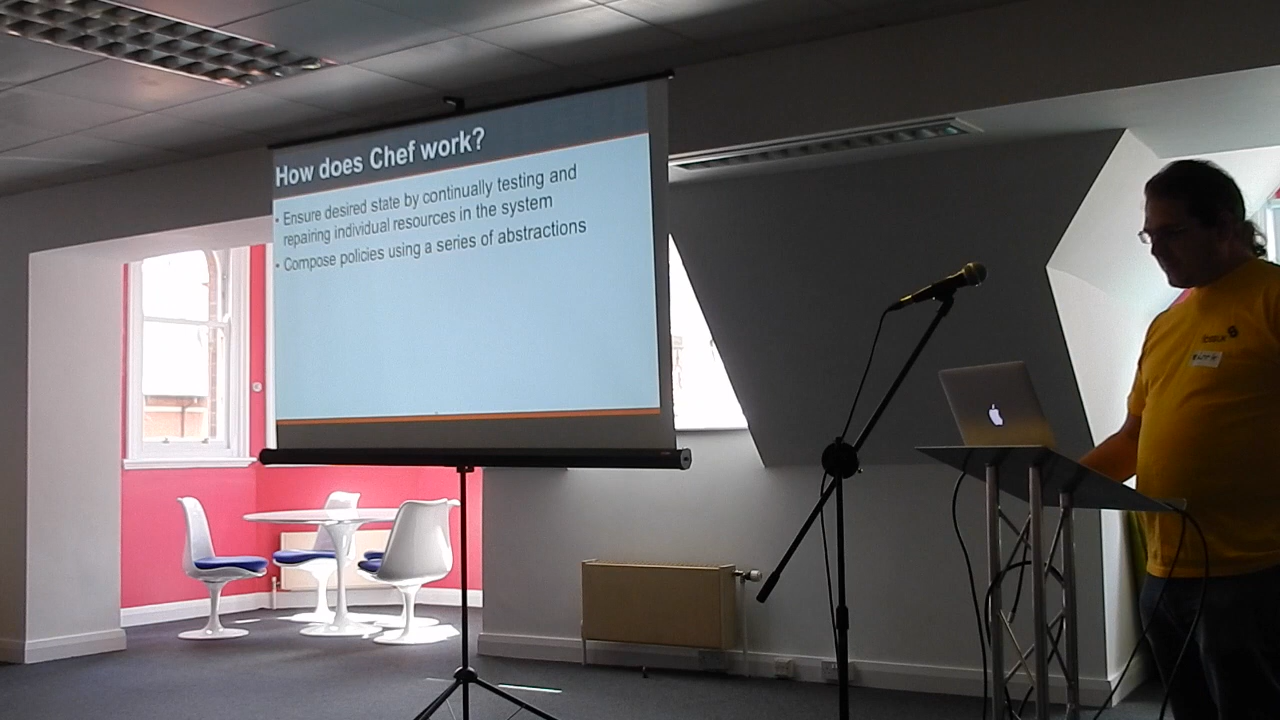 How does Chef work?
• Ensure desired state by continually testing and
repairing individual resources in the system
• Compose policies using a series of abstractions